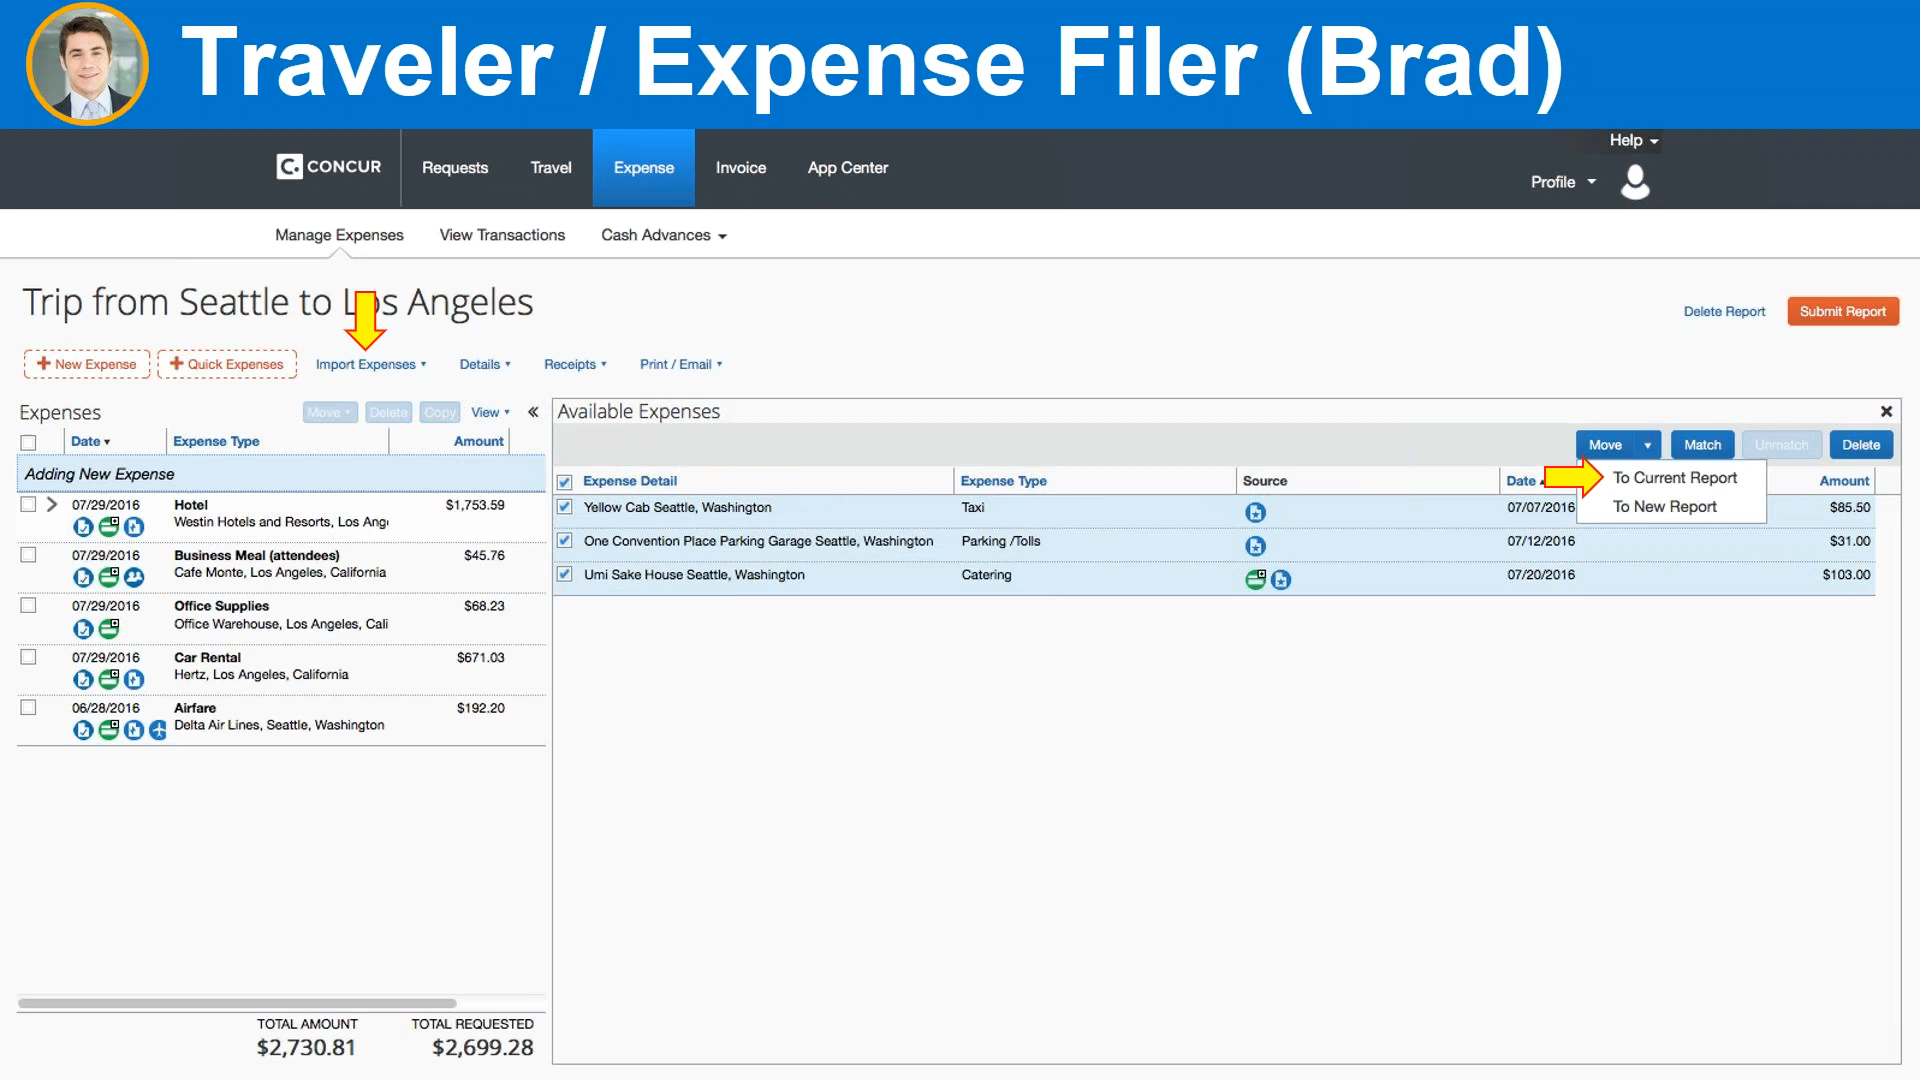 Traveler / Expense Filer (Brad)
Help
C. CONCUR
Requests
Travel
Expense
Invoice
App Center
Profile
Manage Expenses
View Transactions
Cash Advances
Trip from Seattle to Los Angeles
Delete Report
Submit Report
+ New Expense
+ Quick Expenses
Import Expenses
Details
Receipts
Print / Email
Expenses
Move
Delete
Copy
View
«
Date
Expense Type
Amount
Adding New Expense
07/29/2016
Hotel
$1,753.59
Westin Hotels and Resorts, Los Ang
07/29/2016
Business Meal (attendees)
$45.76
Cafe Monte, Los Angeles, California
07/29/2016
Office Supplies
$68.23
Office Warehouse, Los Angeles, Cali
07/29/2016
Car Rental
$671.03
Hertz, Los Angeles, California
06/28/2016
Airfare
$192.20
Delta Air Lines, Seattle, Washington
TOTAL AMOUNT
TOTAL REQUESTED
$2,730.81
$2,699.28
Available Expenses
Move
Match
Unmatch
Delete
To Current Report
To New Report
Expense Detail
Expense Type
Source
Date
Amount
Yellow Cab Seattle, Washington
Taxi
07/07/2016
$85.50
One Convention Place Parking Garage Seattle, Washington
Parking /Tolls
07/12/2016
$31.00
Umi Sake House Seattle, Washington
Catering
07/20/2016
$103.00